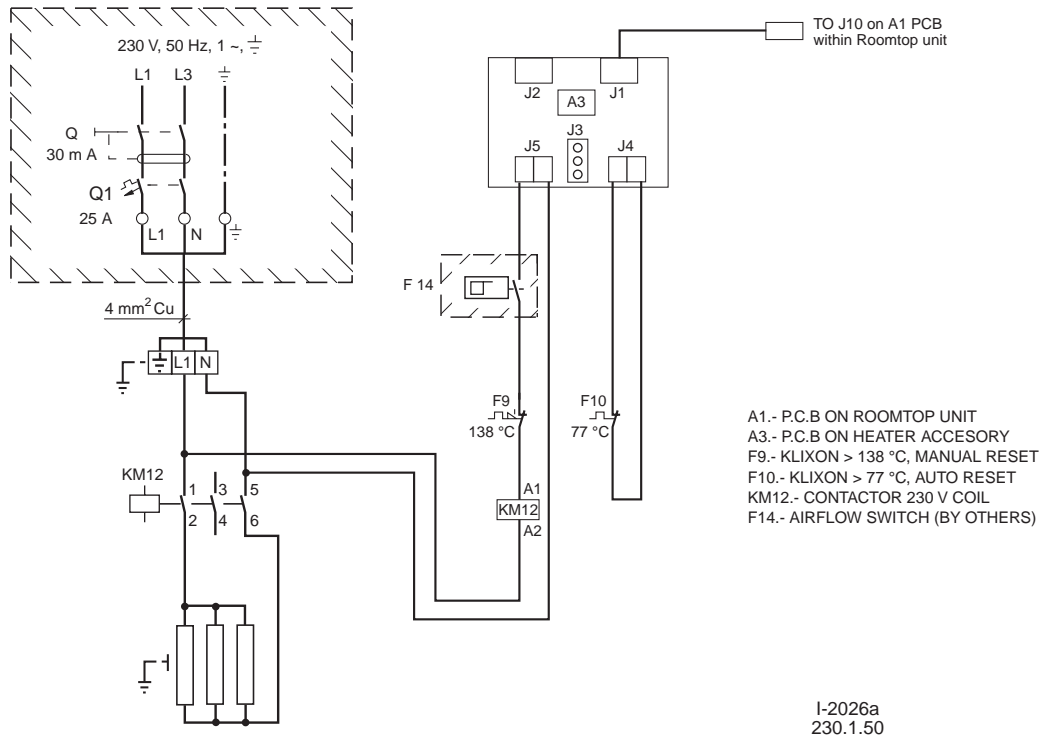 230 V, 50 Hz, 1 ~,
L1 L3
Q
30 m A
Q1
25 A
L1 N
4 mm2 Cu
L1 N
KM12
1 3 5
2 4 6
TO J10 on A1 PCB
within Roomtop unit
J2 J1
A3
J3
J5 J4
F 14
F9
138 °C
F10
77 °C
A1
KM12
A2
A1.- P.C.B ON ROOMTOP UNIT
A3.- P.C.B ON HEATER ACCESORY
F9.- KLIXON > 138 °C, MANUAL RESET
F10.- KLIXON > 77 °C, AUTO RESET
KM12.- CONTACTOR 230 V COIL
F14.- AIRFLOW SWITCH (BY OTHERS)
I-2026a
230.1.50